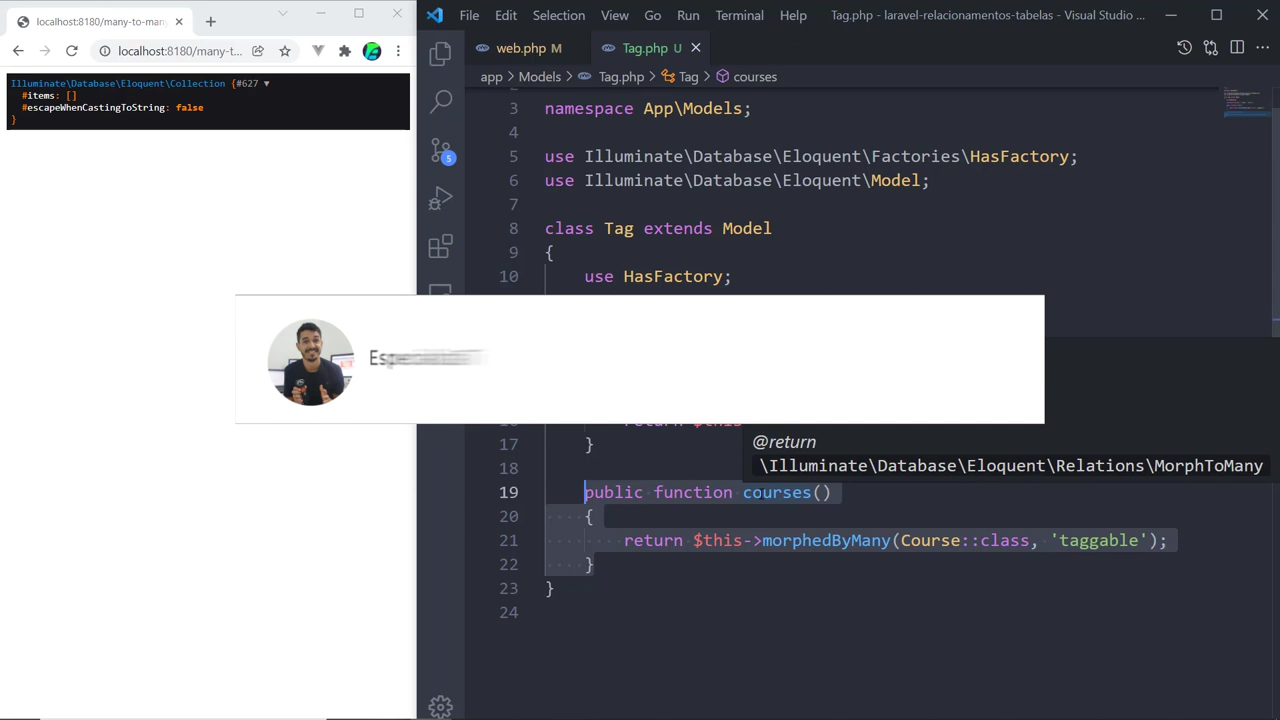 localhost:8180/many-to-man
localhost:8180/many-to-...
Illuminate\Database\Eloquent\Collection {#627 ▼
#items: []
#escapeWhenCastingToString: false
}
File Edit Selection View Go Run Terminal Help Tag.php - laravel-relacionamentos-tabelas - Visual Studio ...
web.php M Tag.php U
app > Models > Tag.php > Tag > courses
5
3 namespace App\Models;
4
5 use Illuminate\Database\Eloquent\Factories\HasFactory;
6 use Illuminate\Database\Eloquent\Model;
7
8 class Tag extends Model
9 {
10 use HasFactory;
17 }
@return
\Illuminate\Database\Eloquent\Relations\MorphToMany
18
19 public function courses()
20 {
21 return $this->morphedByMany(Course::class, 'taggable');
22 }
23 }
24